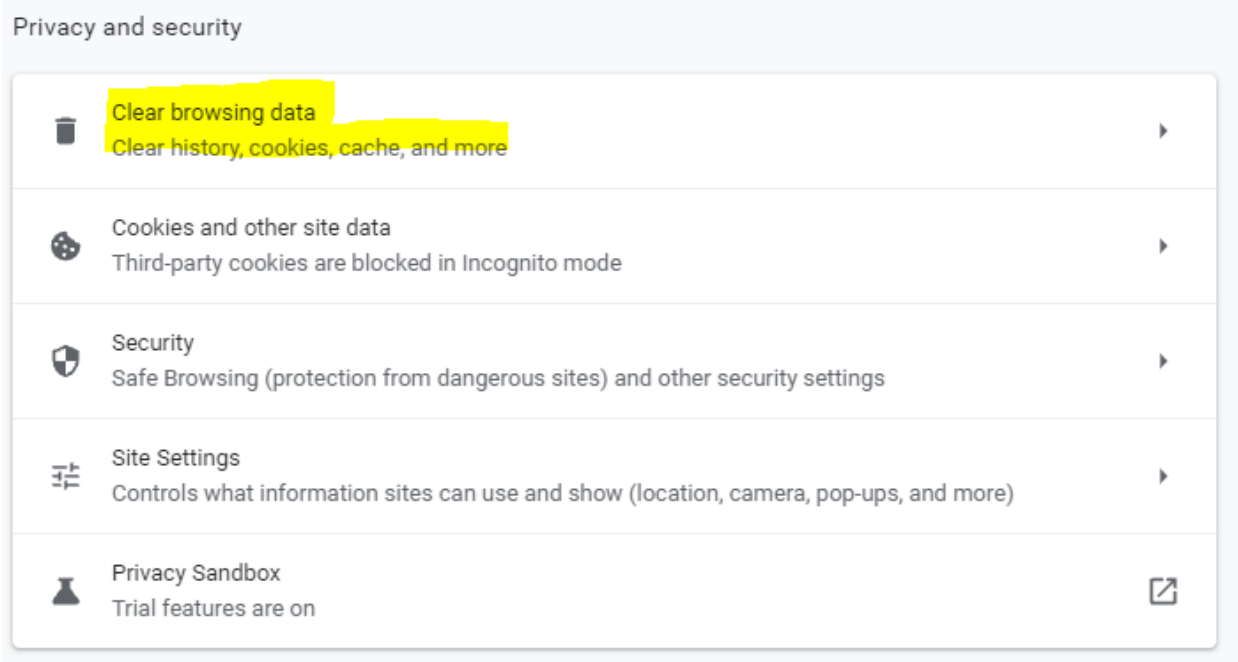 Privacy and security
Clear browsing data
Clear history, cookies, cache, and more
Cookies and other site data
Third-party cookies are blocked in Incognito mode
Security
Safe Browsing (protection from dangerous sites) and other security settings
Site Settings
Controls what information sites can use and show (location, camera, pop-ups, and more)
Privacy Sandbox
Trial features are on